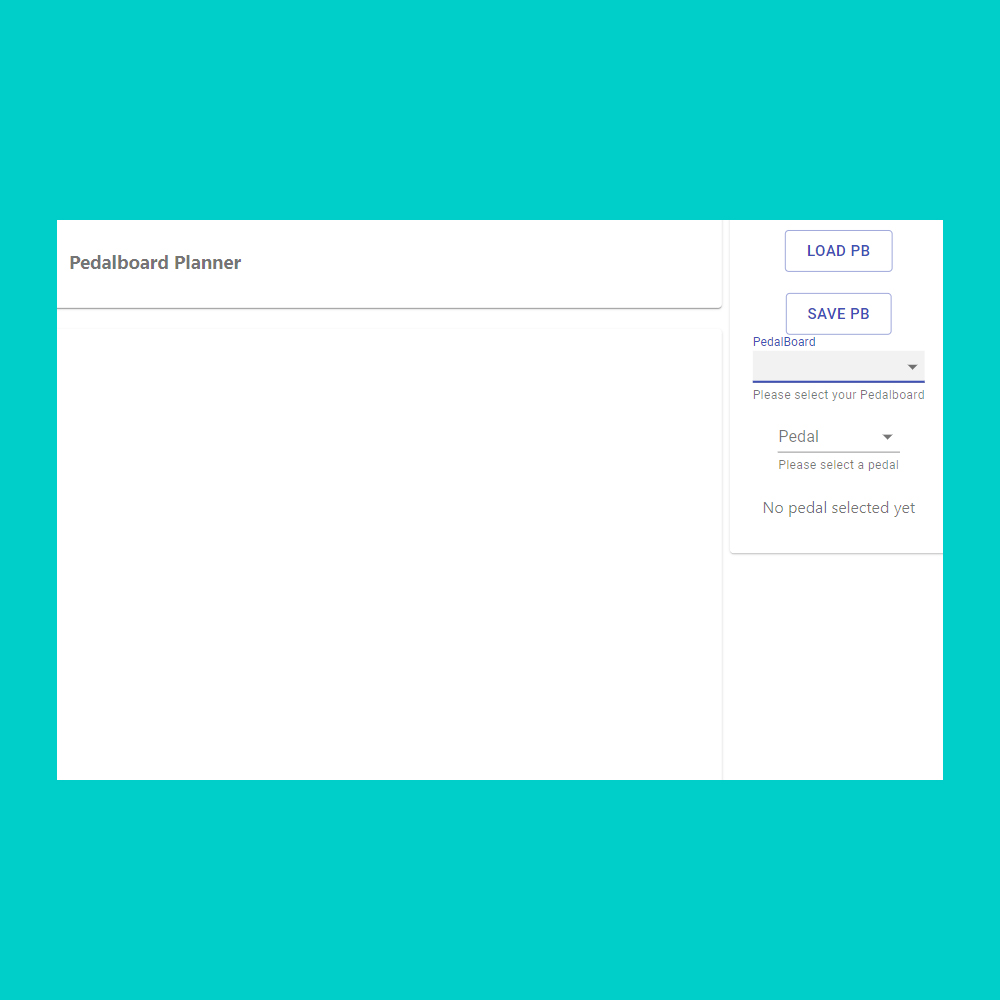 Pedalboard Planner
LOAD PB
SAVE PB
PedalBoard
Please select your Pedalboard
Pedal
Please select a pedal
No pedal selected yet